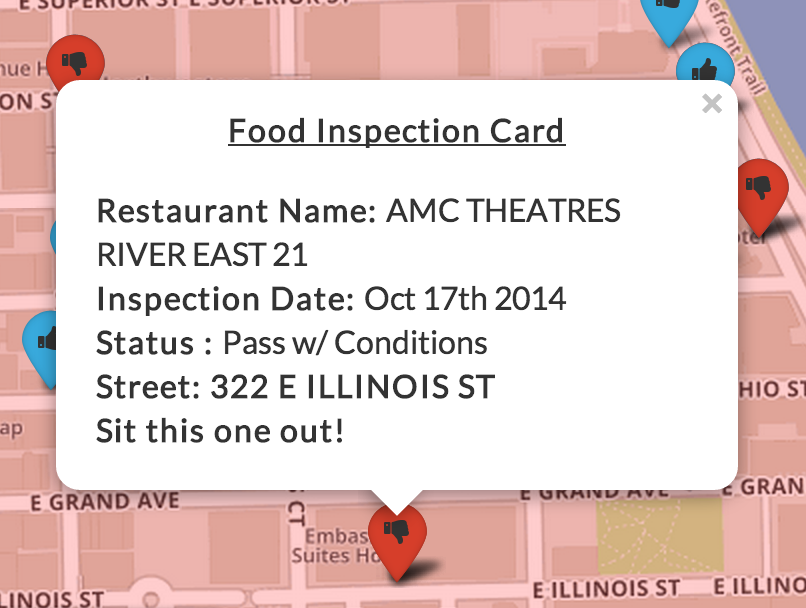 E SUPERIOR ST E SUPERIOR ST
nue H
ON ST
efront Trail
Food Inspection Card
Restaurant Name: AMC THEATRES
RIVER EAST 21
Inspection Date: Oct 17th 2014
Status : Pass w/ Conditions
Street: 322 E ILLINOIS ST
Sit this one out!
HIO ST
ap
E GRAND AVE
E GRAND AVE
E GRAN
CT
Embas
Suites Ho
LINOIS ST
E ILLINOIS ST
E ILLINOIS